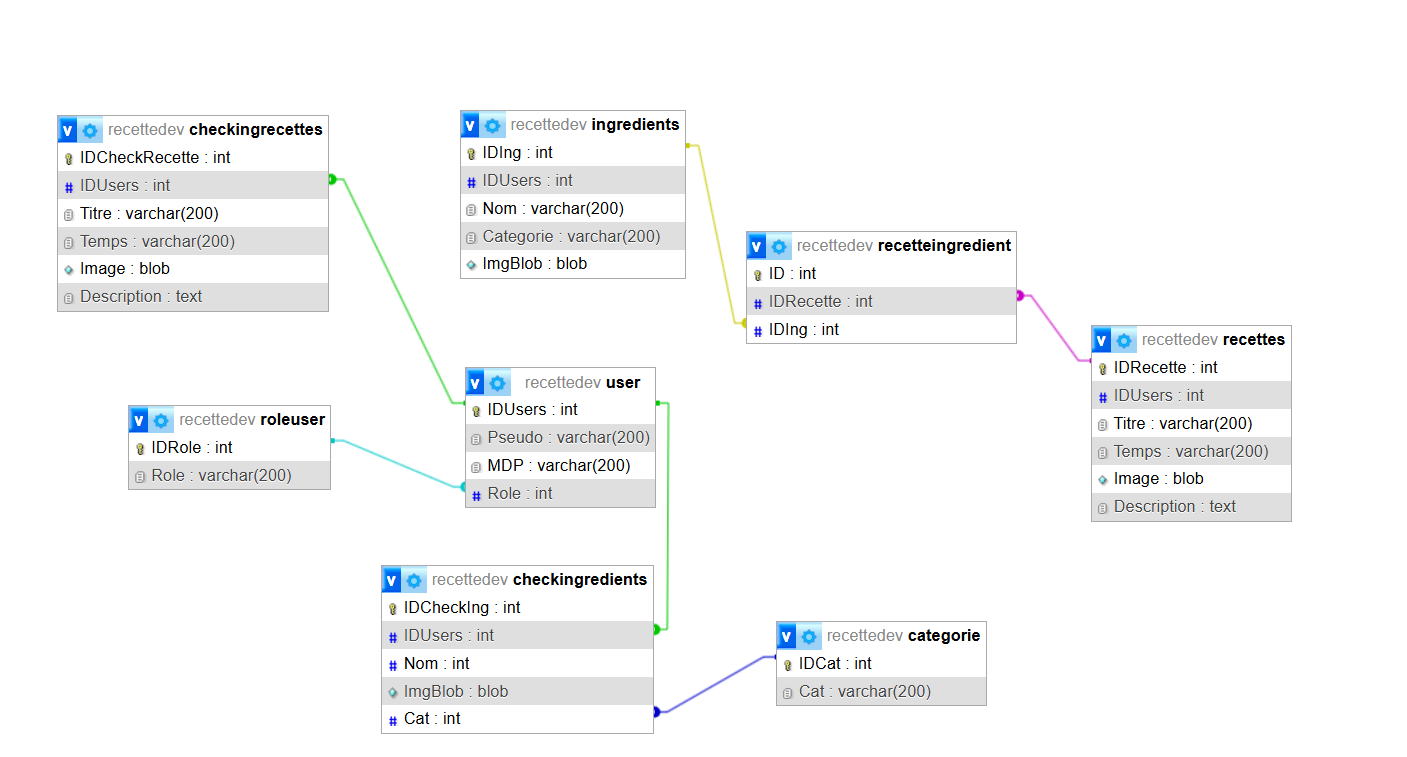 v recettedev checkingrecettes
IDCheckRecette : int
# IDUsers : int
Titre : varchar(200)
Temps : varchar(200)
Image : blob
Description : text
v recettedev ingredients
IDIng : int
# IDUsers : int
Nom : varchar(200)
Categorie : varchar(200)
ImgBlob : blob
v recettedev recetteingredient
ID : int
# IDRecette : int
# IDIng : int
v recettedev recettes
IDRecette : int
# IDUsers : int
Titre : varchar(200)
Temps : varchar(200)
Image : blob
Description : text
v recettedev user
IDUsers : int
Pseudo : varchar(200)
MDP : varchar(200)
# Role : int
v recettedev roleuser
IDRole : int
Role : varchar(200)
v recettedev checkingredients
IDCheckIng : int
# IDUsers : int
# Nom : int
ImgBlob : blob
# Cat : int
v recettedev categorie
IDCat : int
Cat : varchar(200)